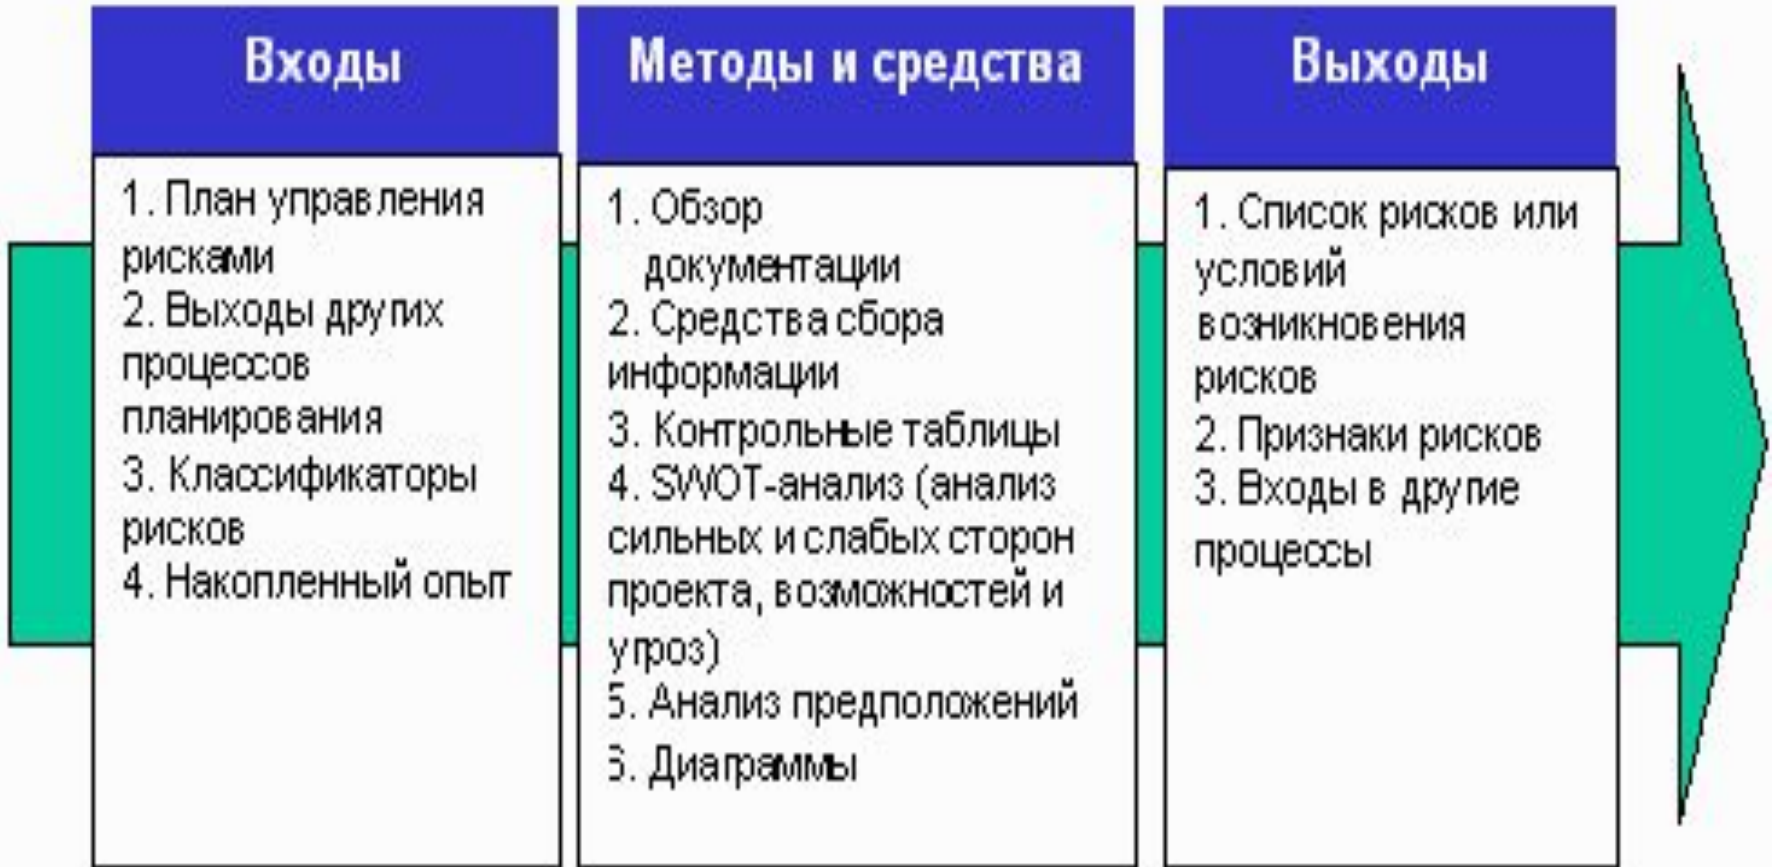 Входы
1. План управления
рисками
2. Выходы других
процессов
планирования
3. Классификаторы
рисков
4. Накопленный опыт
Методы и средства
1. Обзор
документации
2. Средства сбора
информации
3. Контрольные таблицы
4. SWOT-анализ (анализ
сильных и слабых сторон
проекта, возможностей и
угроз)
5. Анализ предположений
6. Диаграммы
Выходы
1. Список рисков или
условий
возникновения
рисков
2. Признаки рисков
3. Входы в другие
процессы